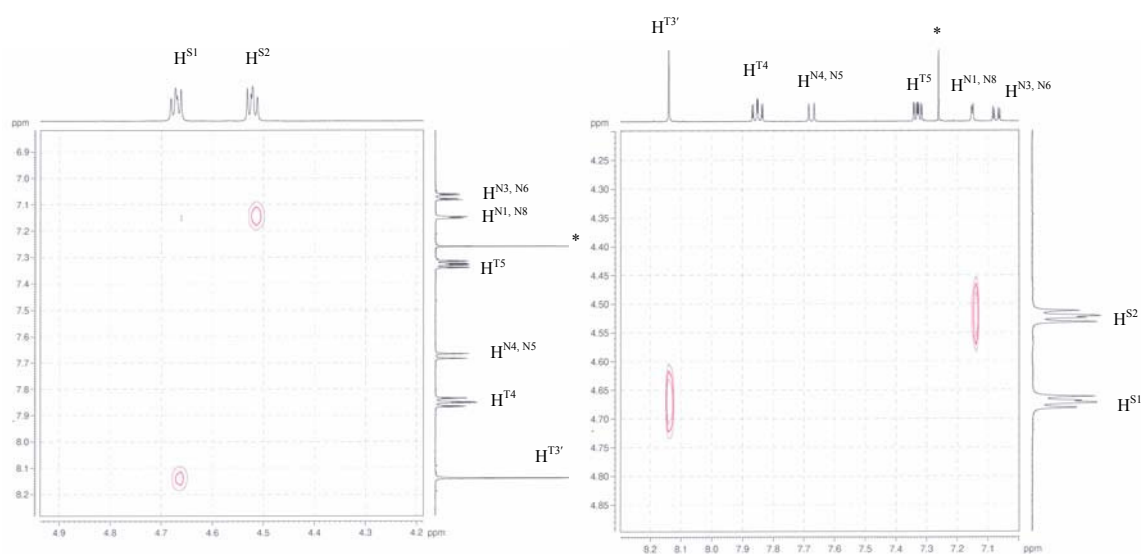 H^S1 H^S2
ppm
6.9
7.0
7.1
7.2
7.3
7.4
7.5
7.6
7.7
7.8
7.9
8.0
8.1
8.2
4.9 4.8 4.7 4.6 4.5 4.4 4.3 4.2 ppm
H^N3, N6
H^N1, N8
*
H^T5
H^N4, N5
H^T4
H^T3′
H^T3′ H^T4 H^N4, N5 H^T5 * H^N1, N8 H^N3, N6
ppm
4.25
4.30
4.35
4.40
4.45
4.50
4.55
4.60
4.65
4.70
4.75
4.80
4.85
8.2 8.1 8.0 7.9 7.8 7.7 7.6 7.5 7.4 7.3 7.2 7.1 ppm
H^S2
H^S1